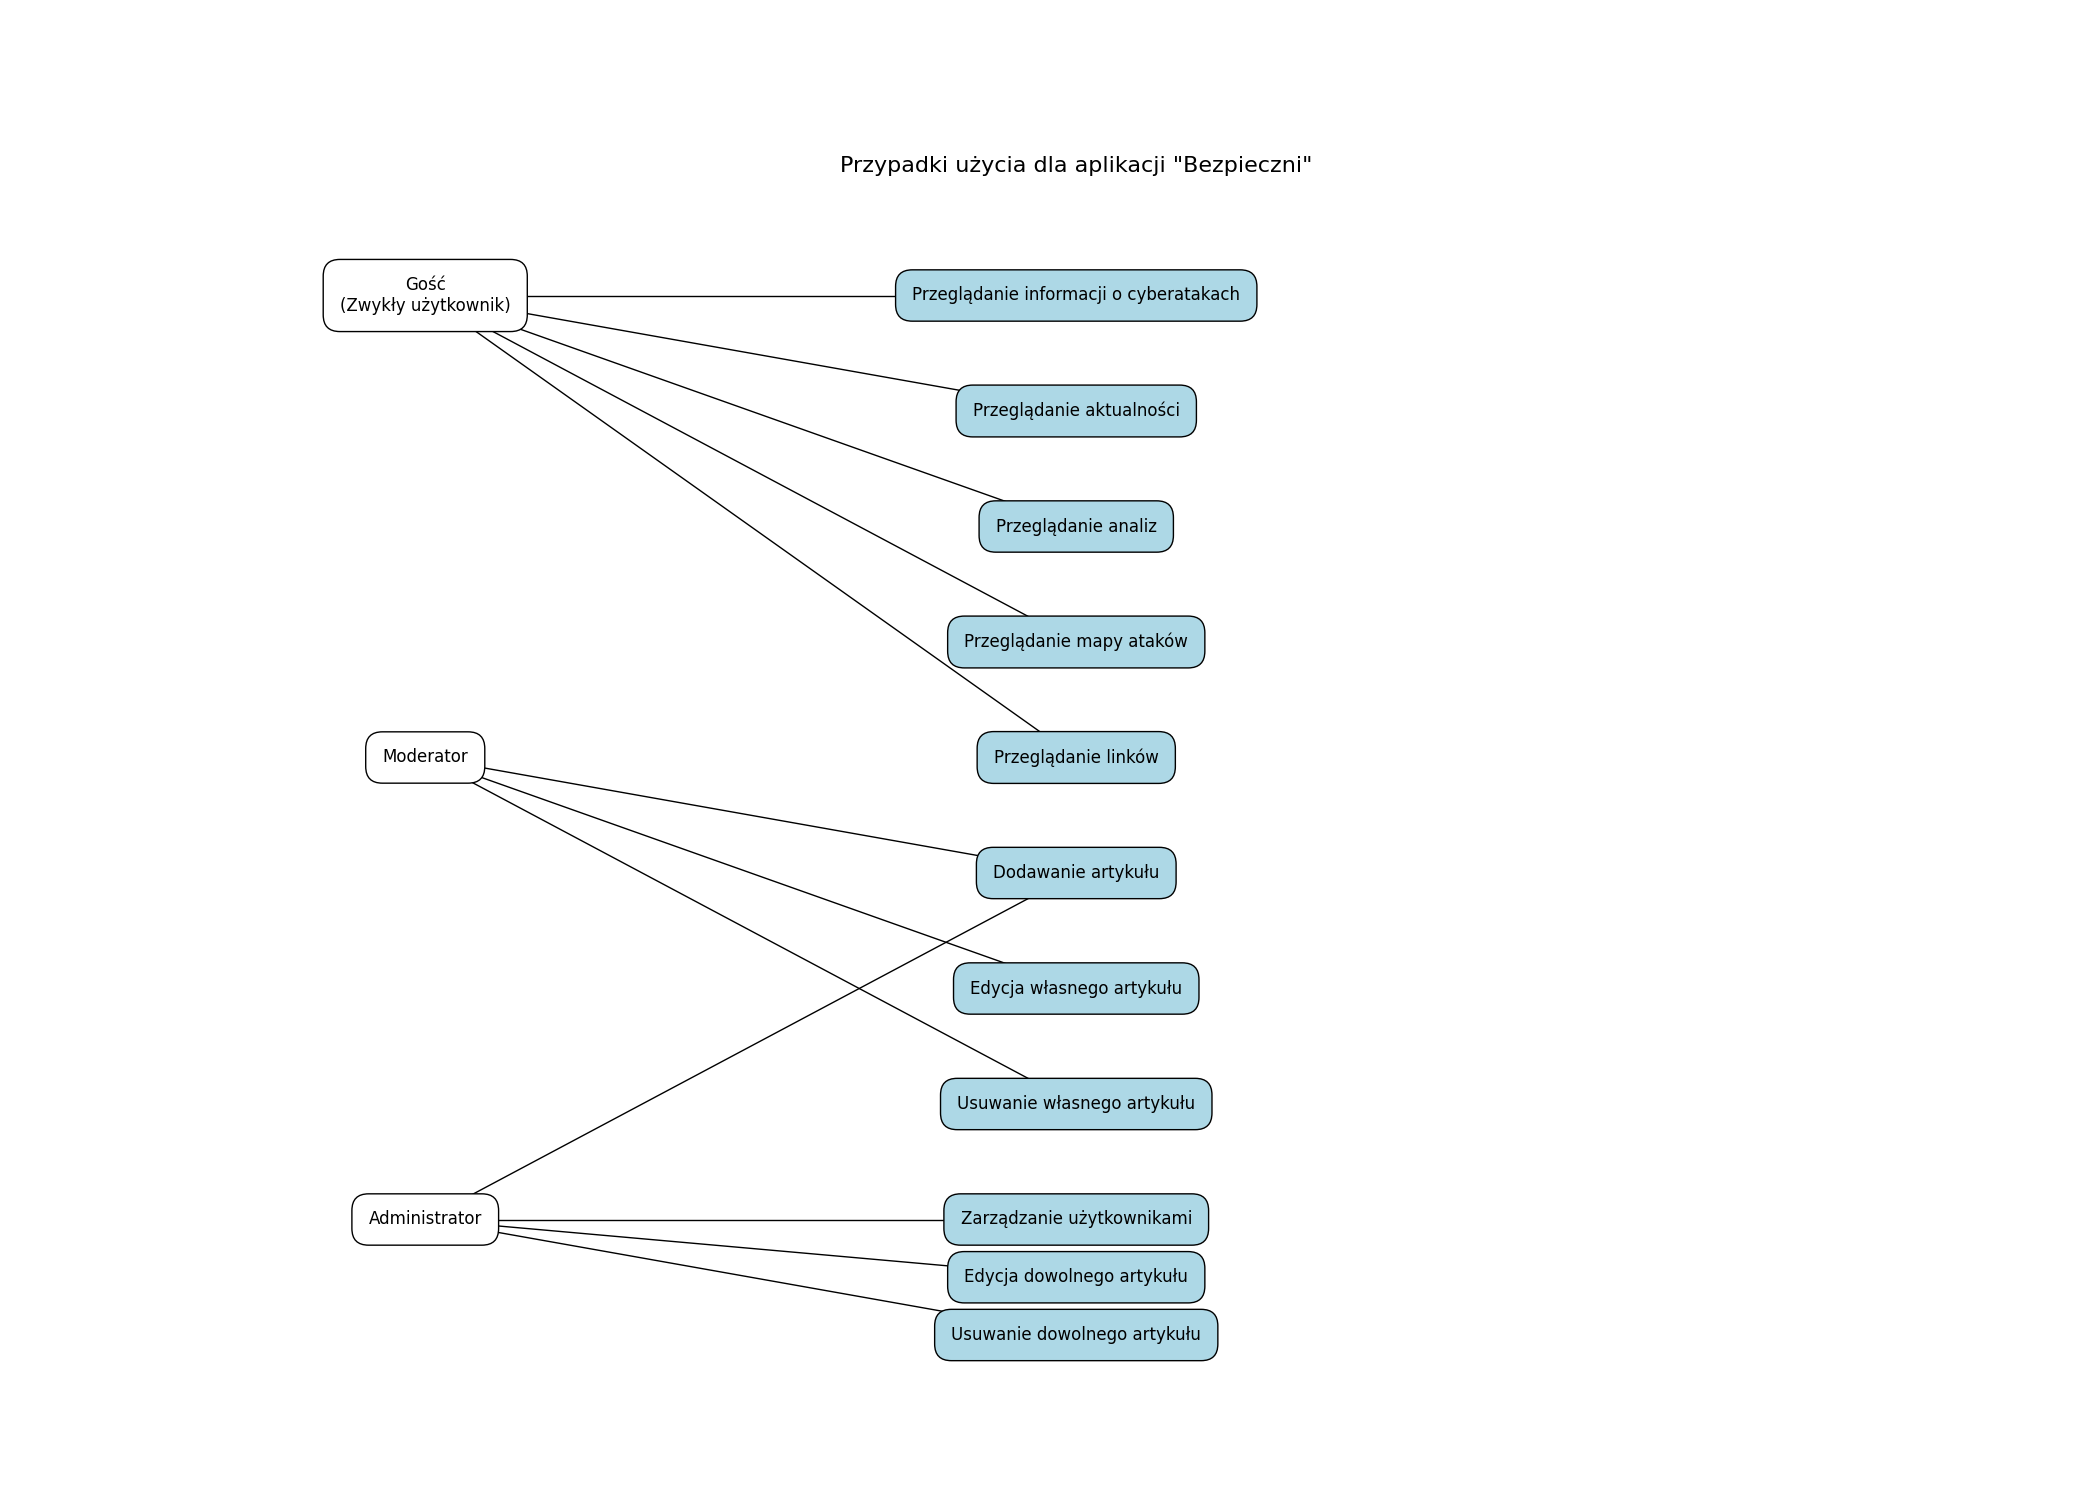 Przypadki użycia dla aplikacji "Bezpieczni"
Gość
(Zwykły użytkownik)
Przeglądanie informacji o cyberatakach
Przeglądanie aktualności
Przeglądanie analiz
Przeglądanie mapy ataków
Moderator
Przeglądanie linków
Dodawanie artykułu
Edycja własnego artykułu
Usuwanie własnego artykułu
Administrator
Zarządzanie użytkownikami
Edycja dowolnego artykułu
Usuwanie dowolnego artykułu